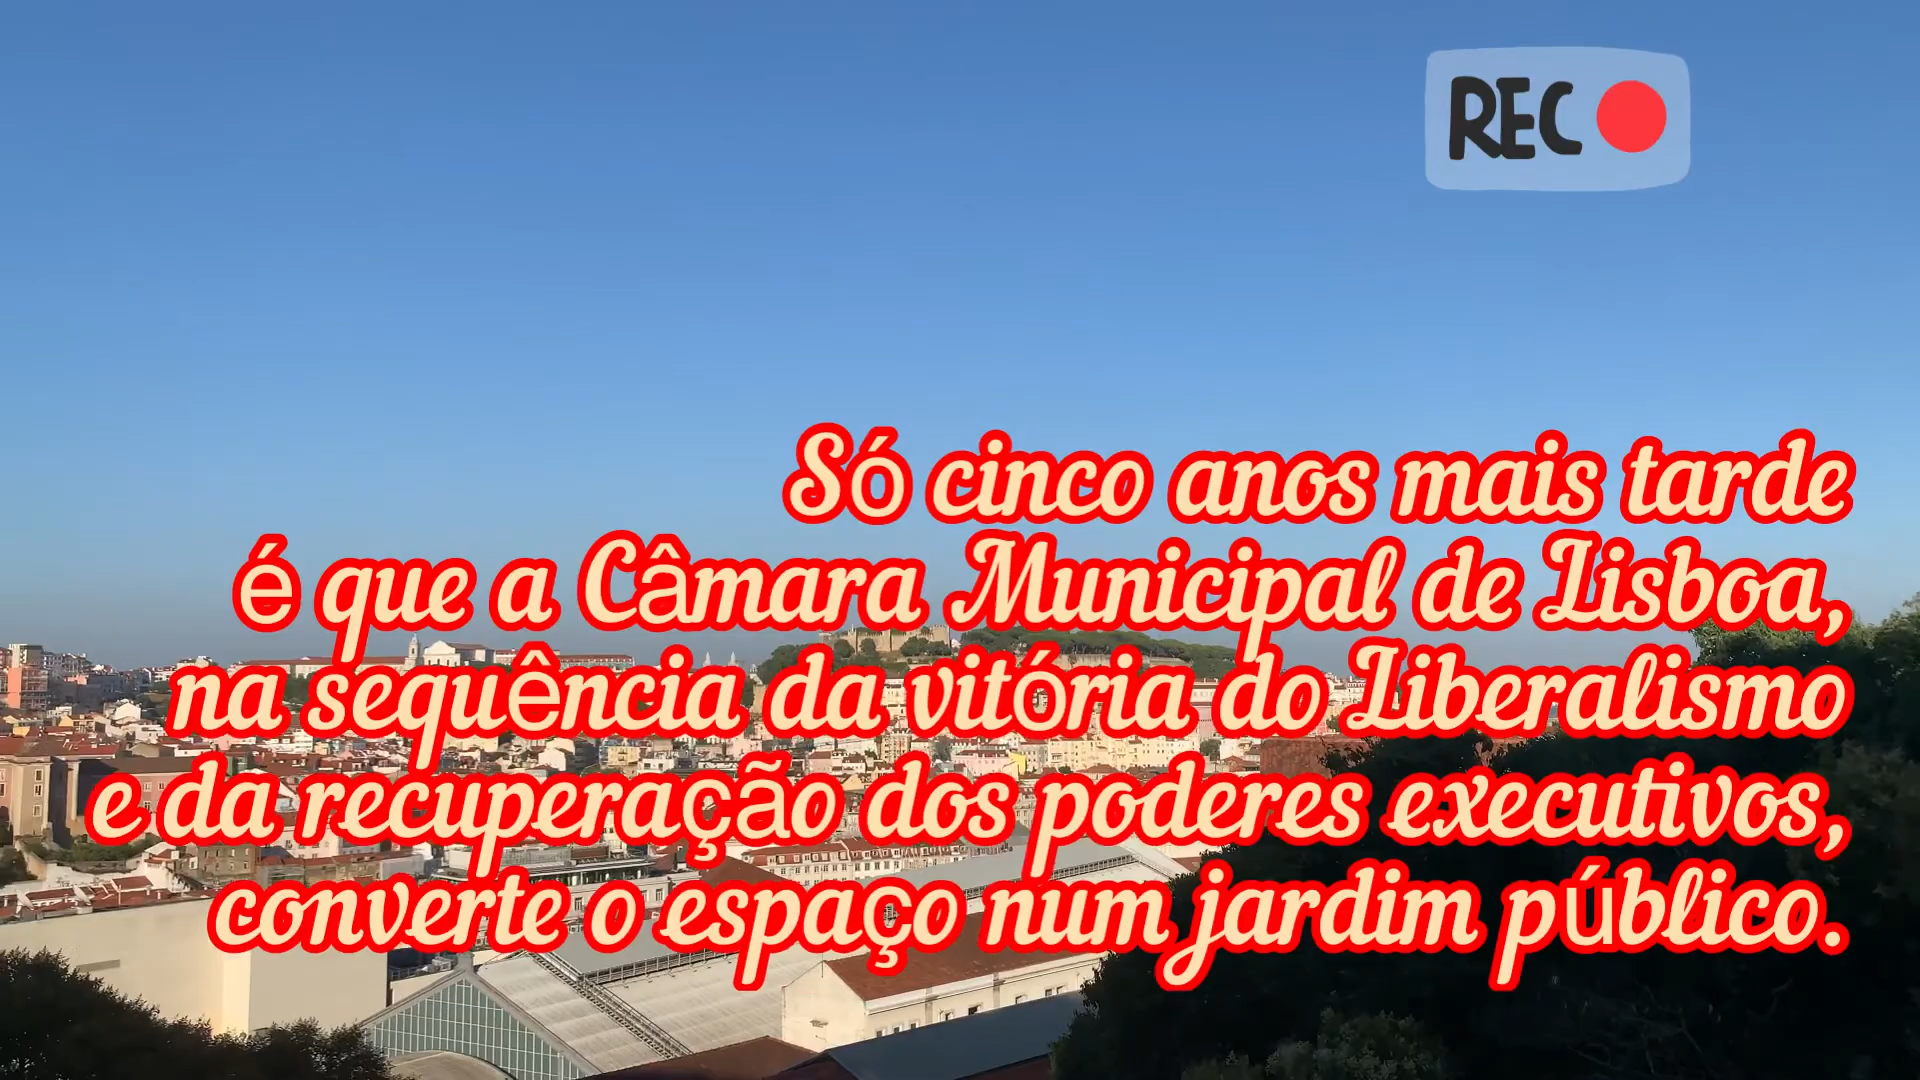 REC
Só cinco anos mais tarde
é que a Câmara Municipal de Lisboa,
na sequência da vitória do Liberalismo
e da recuperação dos poderes executivos,
converte o espaço num jardim público.